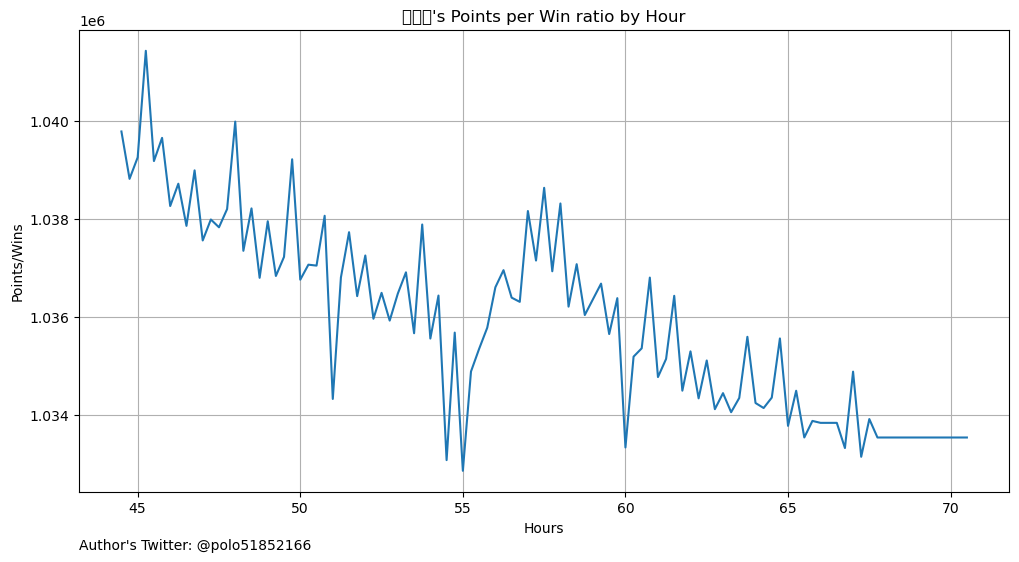 1e6
's Points per Win ratio by Hour
1.040
1.038
1.036
1.034
Points/Wins
45 50 55 60 65 70
Hours
Author's Twitter: @polo51852166